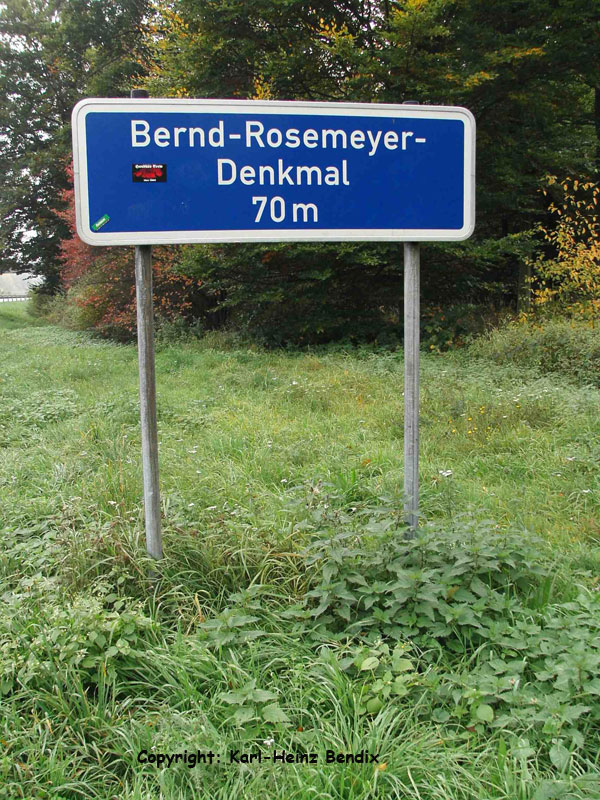 Bernd-Rosemeyer-
Denkmal
70 m
Copyright: Karl-Heinz Bendix